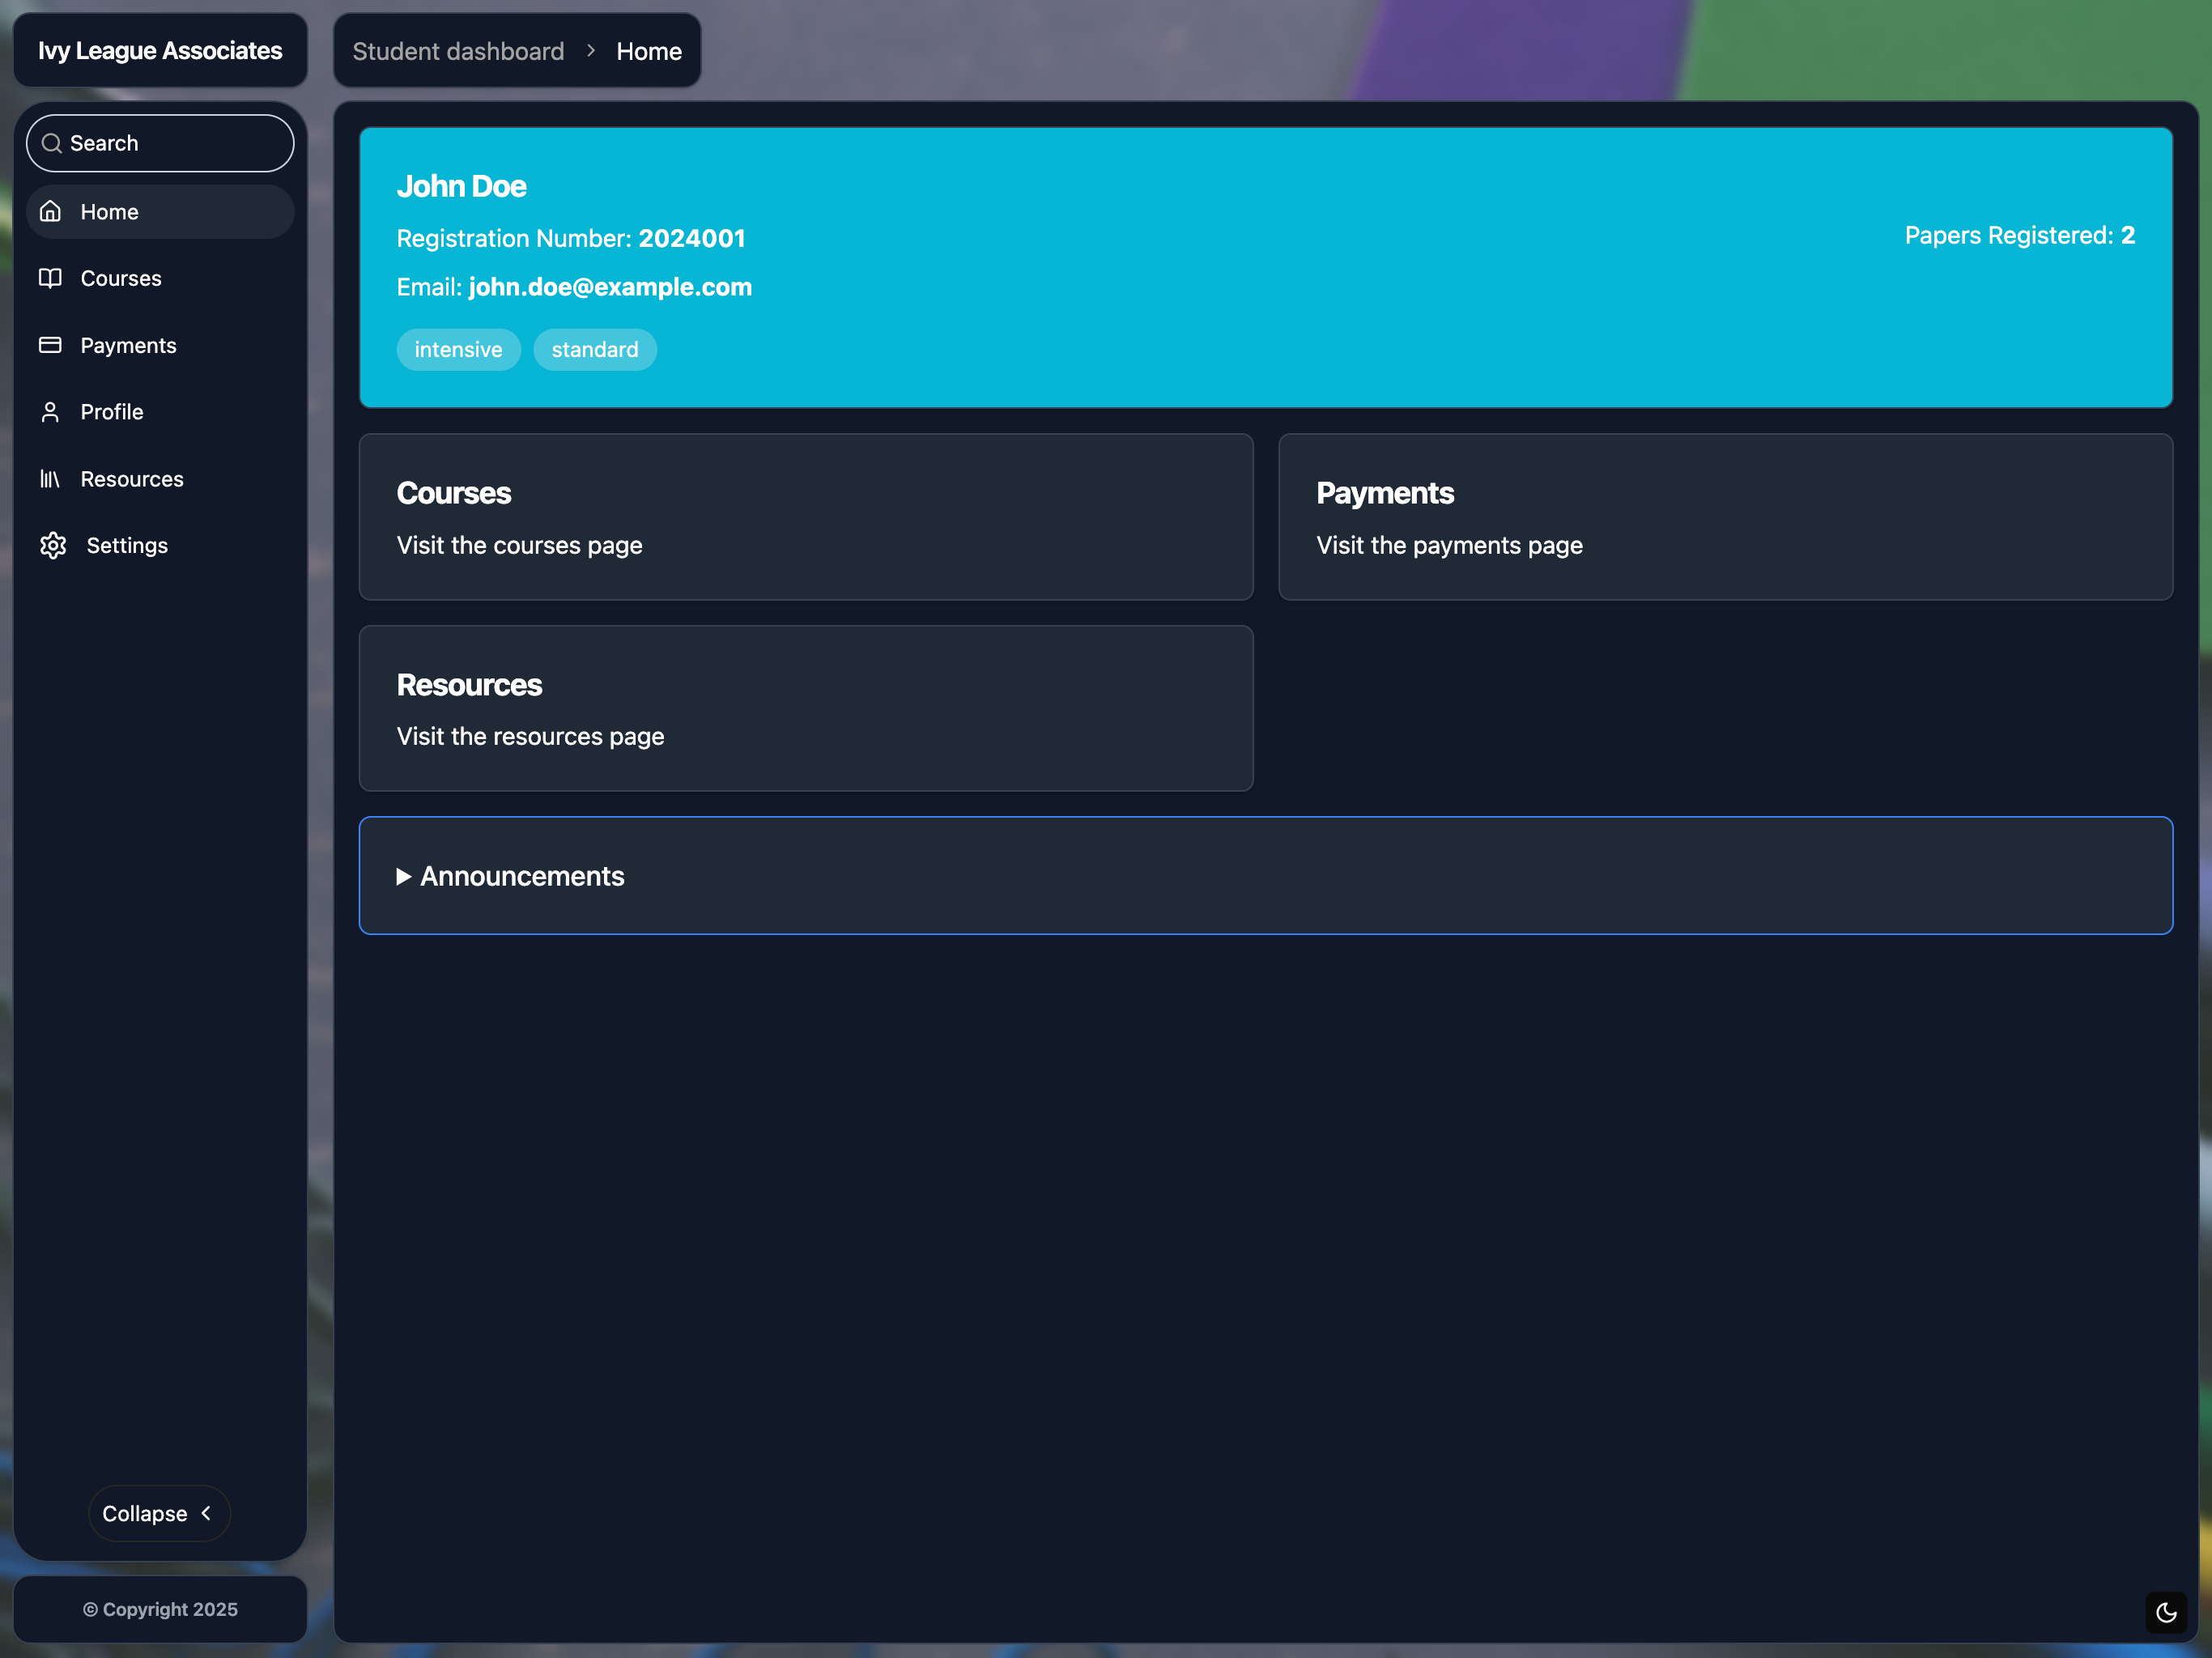 Ivy League Associates
Student dashboard > Home
Search
Home
Courses
Payments
Profile
Resources
Settings
Collapse
© Copyright 2025
John Doe
Registration Number: 2024001
Email: john.doe@example.com
intensive standard
Papers Registered: 2
Courses
Visit the courses page
Payments
Visit the payments page
Resources
Visit the resources page
Announcements